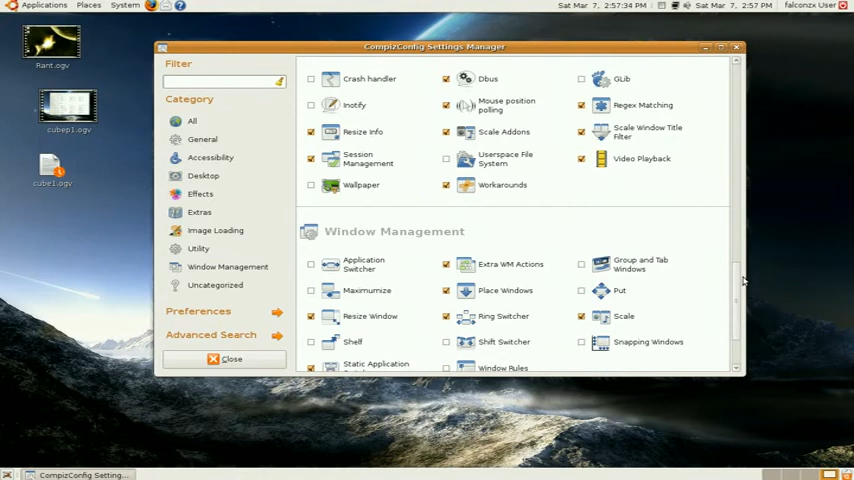 Applications Places System
Sat Mar 7, 2:57:34 PM
Sat Mar 7, 2:57 PM
falconzx User
Rant.ogv
cubep1.ogv
cube1.ogv
CompizConfig Settings Manager
Filter
Category
All
General
Accessibility
Desktop
Effects
Extras
Image Loading
Utility
Window Management
Uncategorized
Preferences
Advanced Search
Close
Crash handler
Dbus
GLib
Inotify
Mouse position
polling
Regex Matching
Resize Info
Scale Addons
Scale Window Title
Filter
Session
Management
Userspace File
System
Video Playback
Wallpaper
Workarounds
Window Management
Application
Switcher
Extra WM Actions
Group and Tab
Windows
Maximumize
Place Windows
Put
Resize Window
Ring Switcher
Scale
Shelf
Shift Switcher
Snapping Windows
Static Application
Window Rules
CompizConfig Setting...